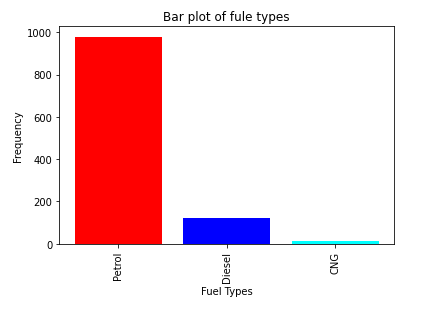 Bar plot of fule types
1000
800
600
400
200
0
Frequency
Petrol
Diesel
CNG
Fuel Types